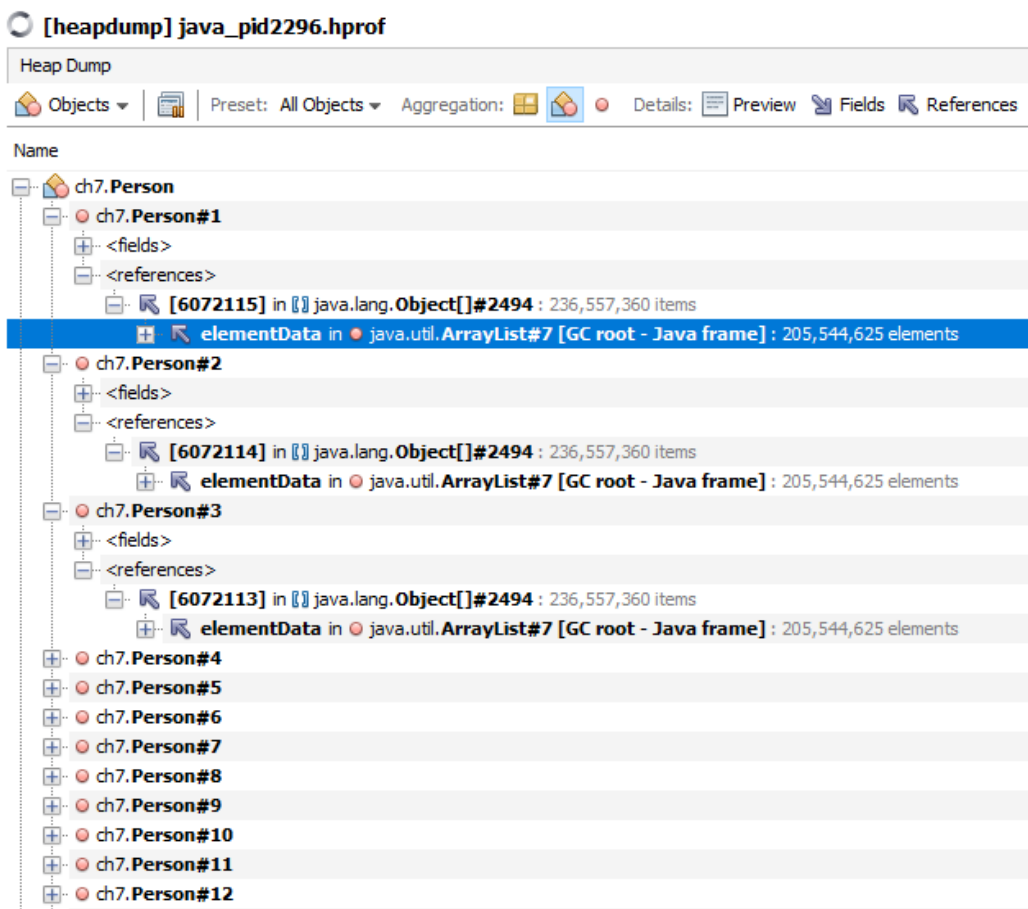 [heapdump] java_pid2296.hprof
Heap Dump
Objects Preset: All Objects Aggregation: Details: Preview Fields References
Name
ch7.Person
ch7.Person#1
<fields>
<references>
[6072115] in java.lang.Object[]#2494 : 236,557,360 items
elementData in java.util.ArrayList#7 [GC root - Java frame] : 205,544,625 elements
ch7.Person#2
<fields>
<references>
[6072114] in java.lang.Object[]#2494 : 236,557,360 items
elementData in java.util.ArrayList#7 [GC root - Java frame] : 205,544,625 elements
ch7.Person#3
<fields>
<references>
[6072113] in java.lang.Object[]#2494 : 236,557,360 items
elementData in java.util.ArrayList#7 [GC root - Java frame] : 205,544,625 elements
ch7.Person#4
ch7.Person#5
ch7.Person#6
ch7.Person#7
ch7.Person#8
ch7.Person#9
ch7.Person#10
ch7.Person#11
ch7.Person#12